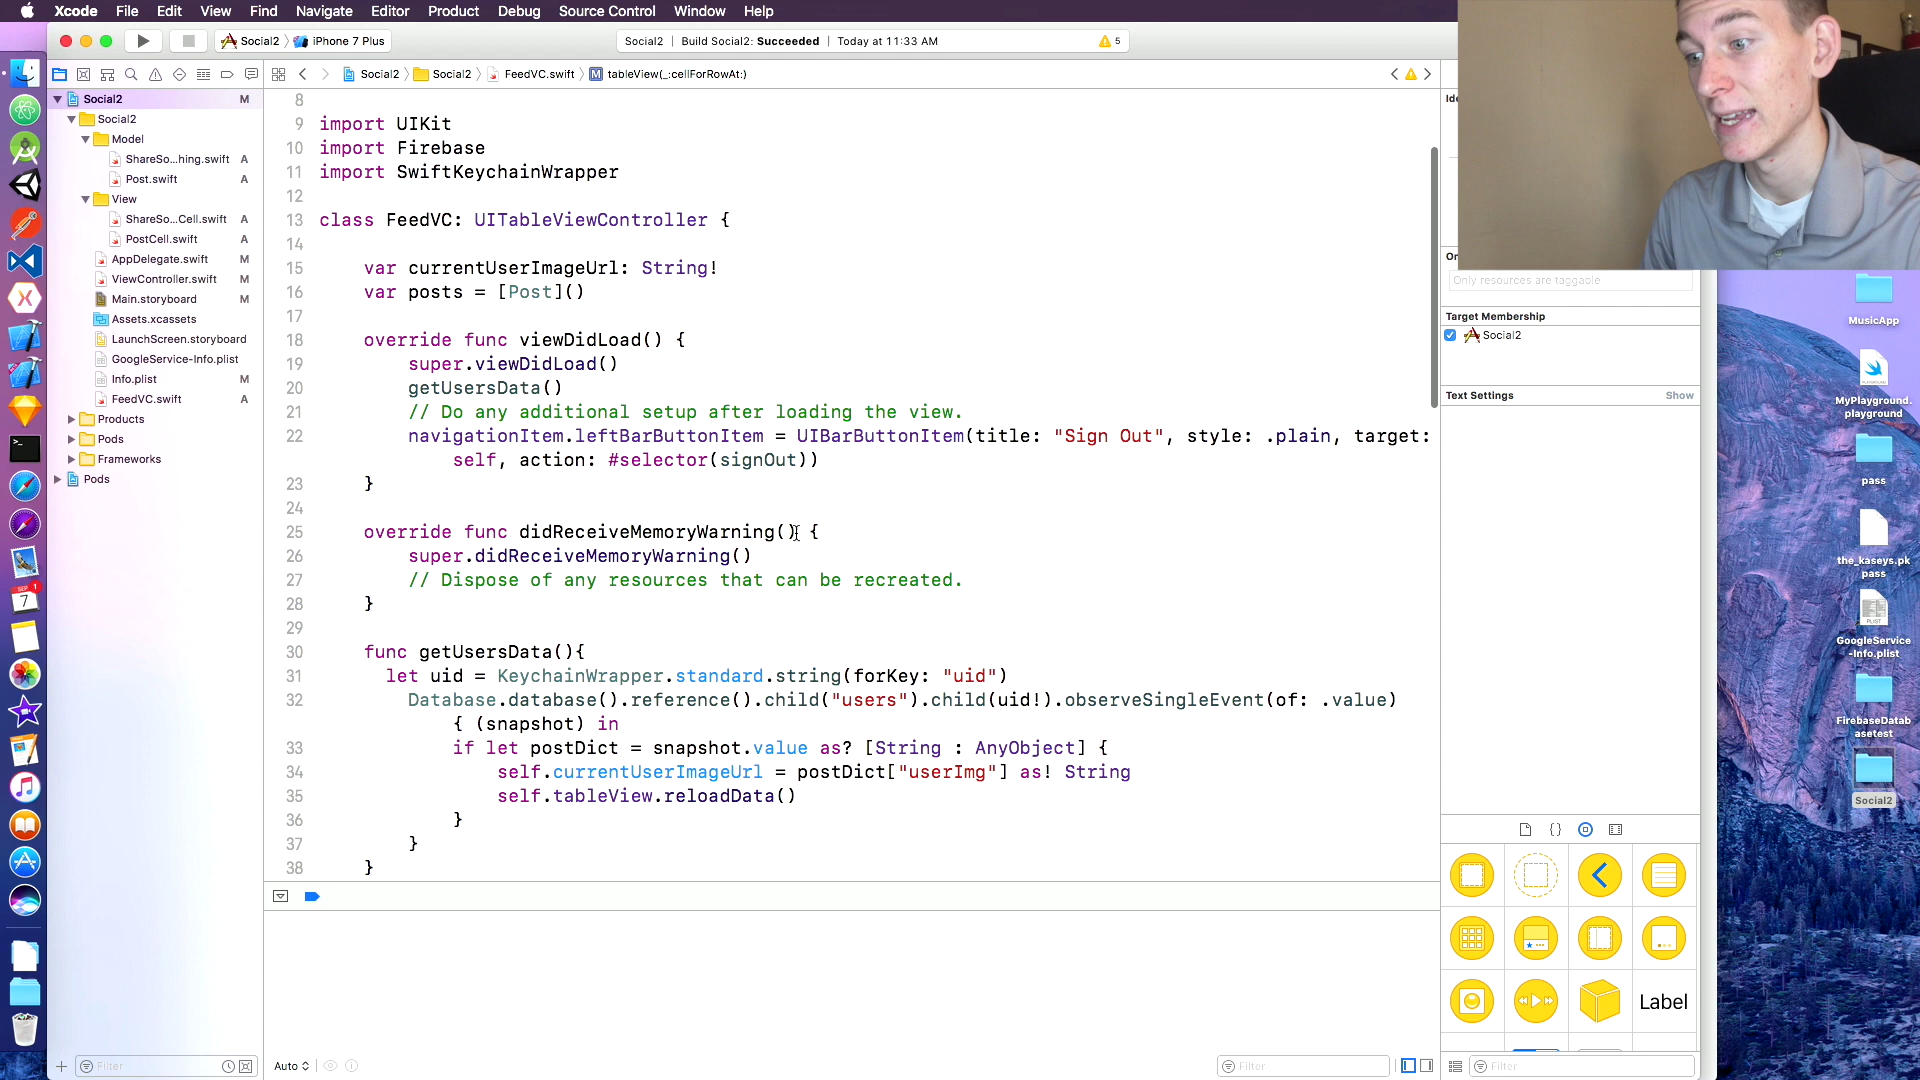 Xcode File Edit View Find Navigate Editor Product Debug Source Control Window Help
Social2 iPhone 7 Plus
Social2 | Build Social2: Succeeded | Today at 11:33 AM
5
Social2 Social2 FeedVC.swift M tableView(_:cellForRowAt:)
Social2 M
Social2
Model
ShareSo...hing.swift A
Post.swift A
View
ShareSo...Cell.swift A
PostCell.swift A
AppDelegate.swift M
ViewController.swift M
Main.storyboard M
Assets.xcassets
LaunchScreen.storyboard
GoogleService-Info.plist
Info.plist M
FeedVC.swift A
Products
Pods
Frameworks
Pods
8
9 import UIKit
10 import Firebase
11 import SwiftKeychainWrapper
12
13 class FeedVC: UITableViewController {
14
15 var currentUserImageUrl: String!
16 var posts = [Post]()
17
18 override func viewDidLoad() {
19 super.viewDidLoad()
20 getUsersData()
21 // Do any additional setup after loading the view.
22 navigationItem.leftBarButtonItem = UIBarButtonItem(title: "Sign Out", style: .plain, target:
self, action: #selector(signOut))
23 }
24
25 override func didReceiveMemoryWarning() {
26 super.didReceiveMemoryWarning()
27 // Dispose of any resources that can be recreated.
28 }
29
30 func getUsersData(){
31 let uid = KeychainWrapper.standard.string(forKey: "uid")
32 Database.database().reference().child("users").child(uid!).observeSingleEvent(of: .value)
{ (snapshot) in
33 if let postDict = snapshot.value as? [String : AnyObject] {
34 self.currentUserImageUrl = postDict["userImg"] as! String
35 self.tableView.reloadData()
36 }
37 }
38 }
Ide
On
Only resources are taggable
Target Membership
Social2
Text Settings Show
Label
Filter
Auto
Filter
Filter
SEP
7
1
MusicApp
PLAYGROUND
MyPlayground.
playground
pass
the_kaseys.pk
pass
PLIST
GoogleService
-Info.plist
FirebaseDatab
asetest
Social2